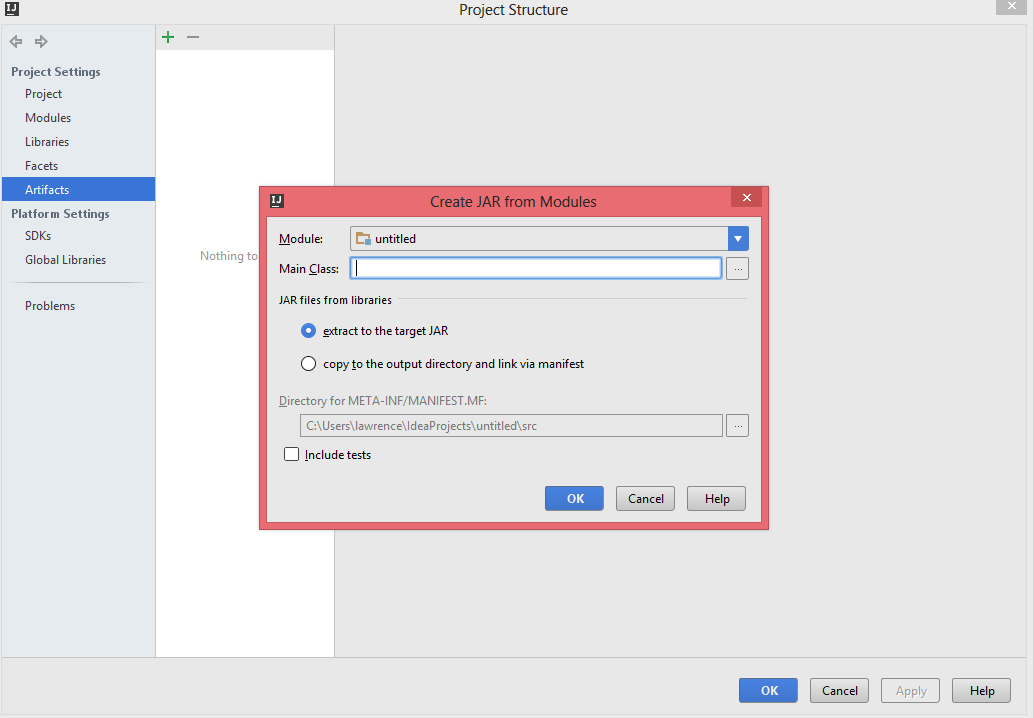 IJ
Project Structure
Project Settings
Project
Modules
Libraries
Facets
Artifacts
Platform Settings
SDKs
Global Libraries
Problems
Nothing to
IJ
Create JAR from Modules
Module:
untitled
Main Class:
...
JAR files from libraries
extract to the target JAR
copy to the output directory and link via manifest
Directory for META-INF/MANIFEST.MF:
C:\Users\lawrence\IdeaProjects\untitled\src
...
Include tests
OK Cancel Help
OK Cancel Apply Help